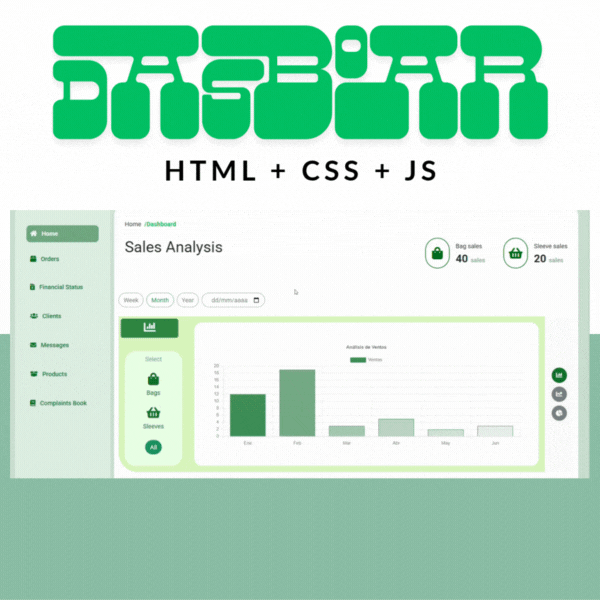 DASBOAR
HTML + CSS + JS
Home
Orders
Financial Status
Clients
Messages
Products
Complaints Book
Home /Dashboard
Sales Analysis
Bag sales
40 sales
Sleeve sales
20 sales
Week Month Year dd/mm/aaaa
Select
Bags
Sleeves
All
Análisis de Ventas
Ventas
20
18
16
14
12
10
8
6
4
2
0
Ene Feb Mar Abr May Jun